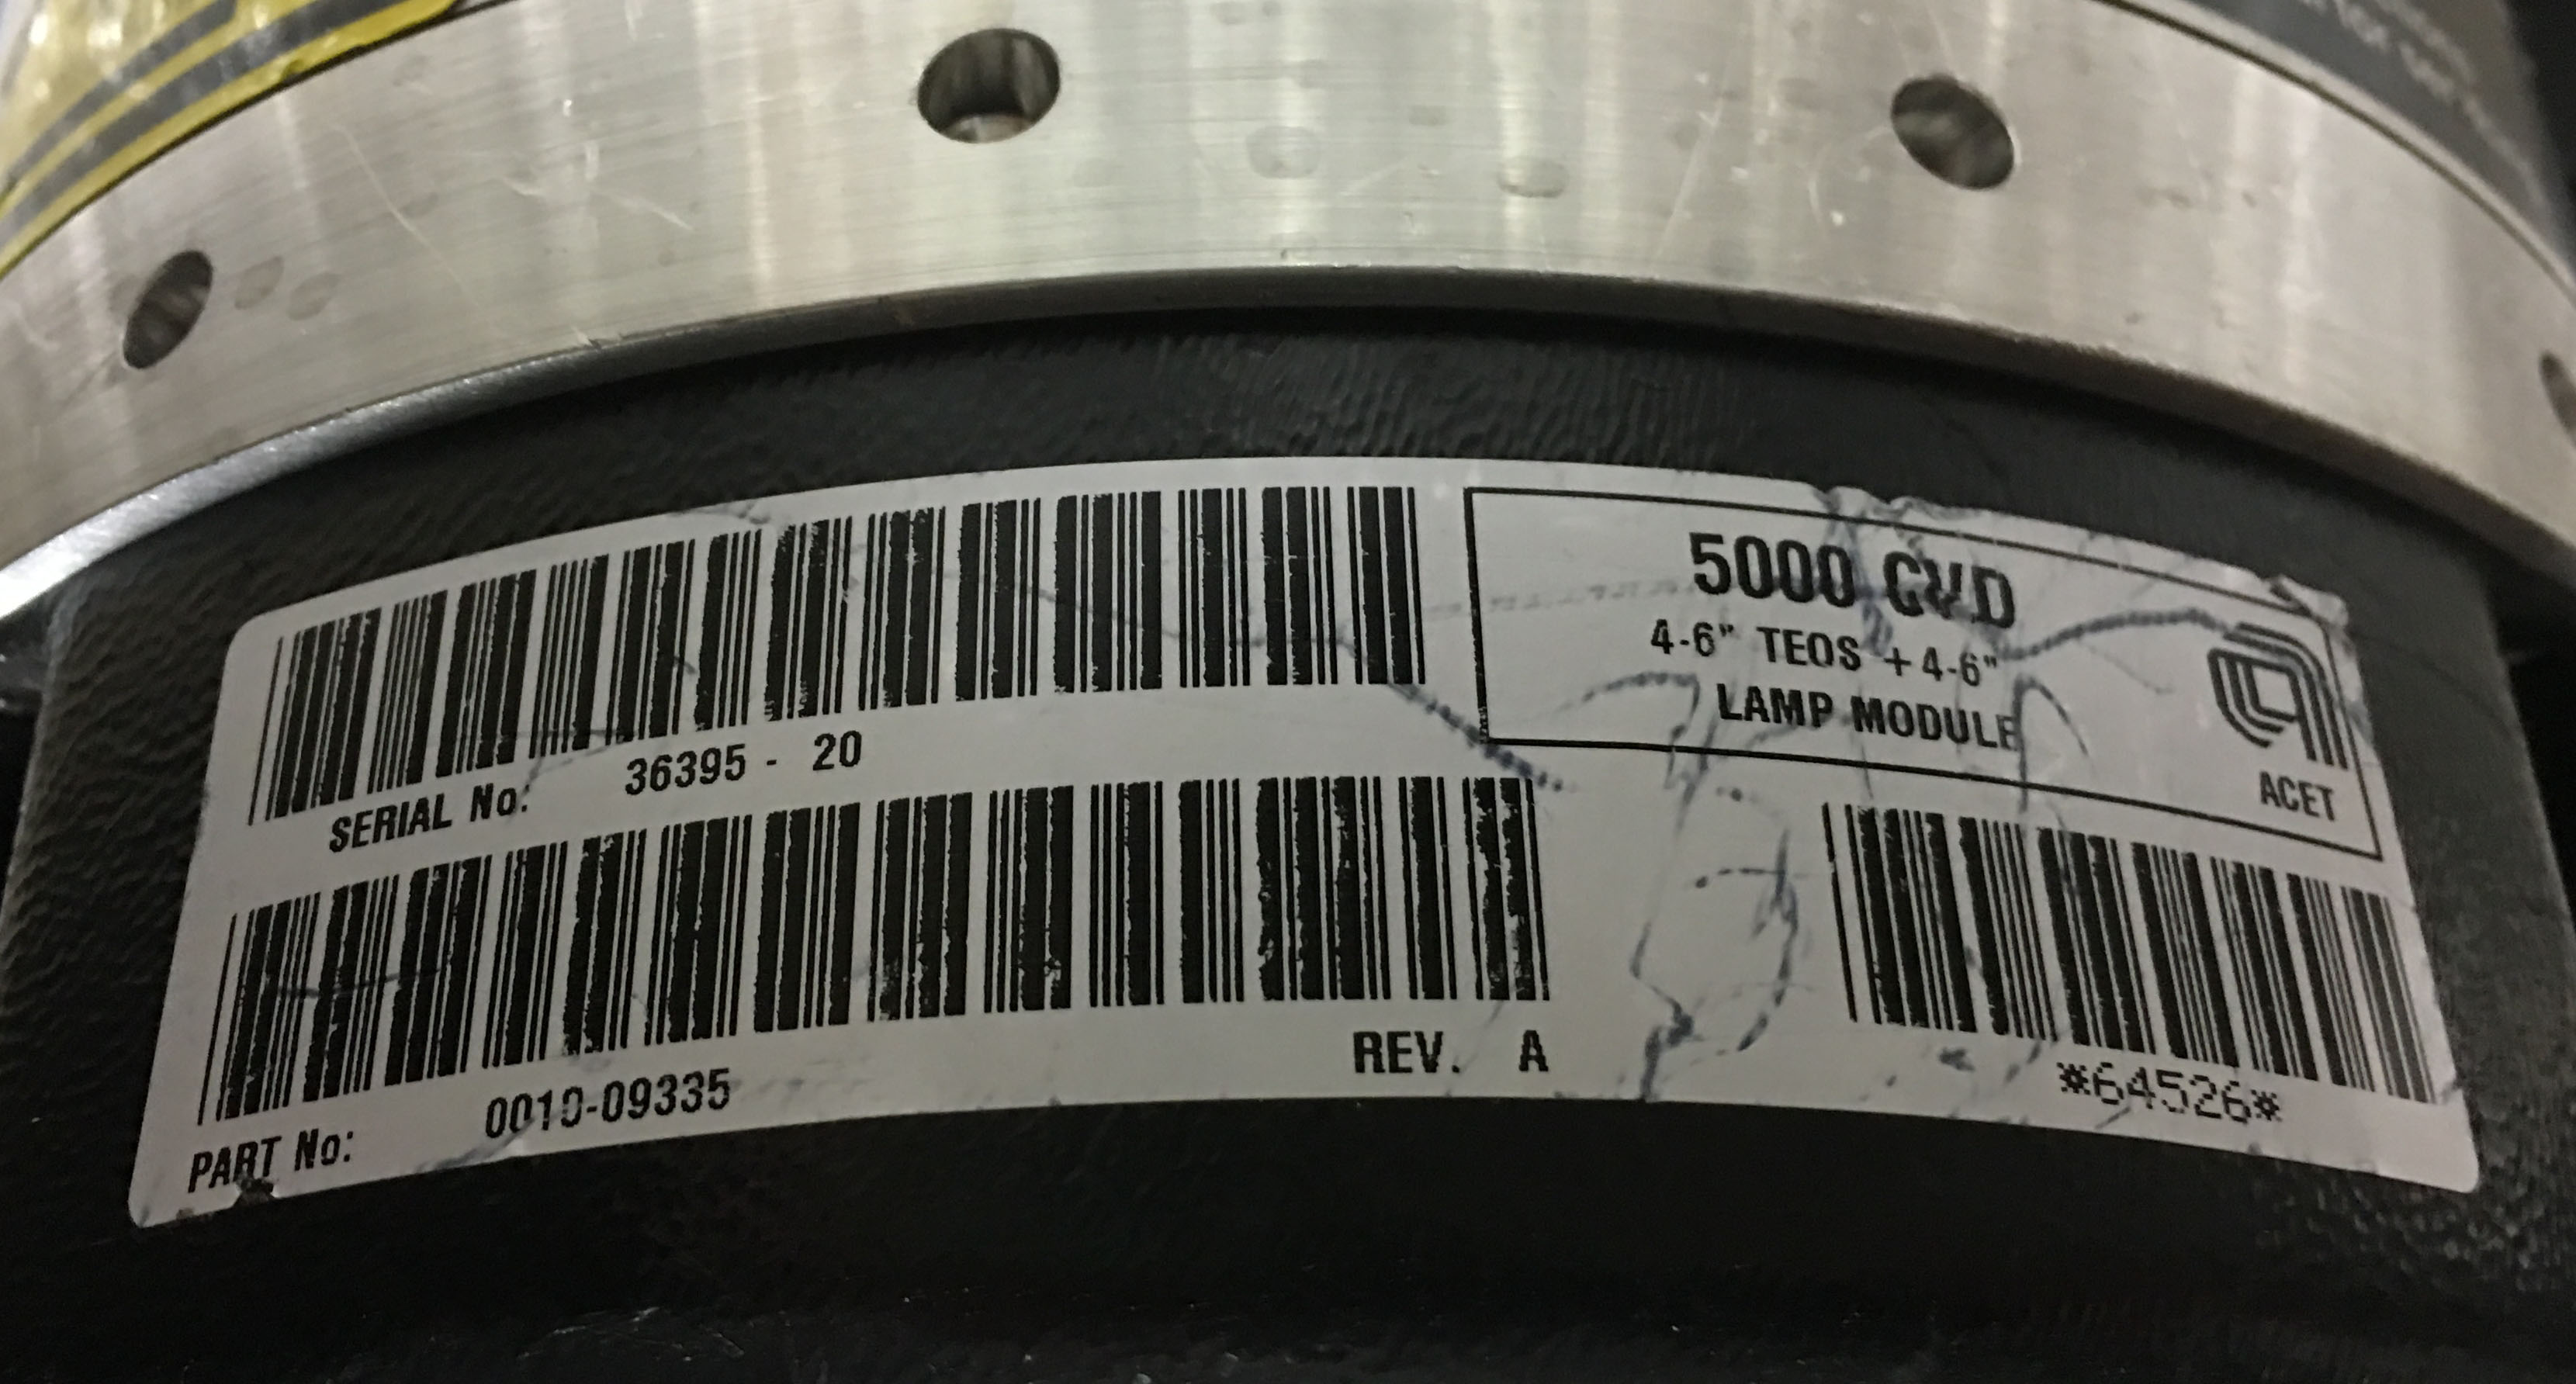 5000 CVD
4-6" TEOS + 4-6"
LAMP MODULE
ACET
SERIAL No: 36395 - 20
REV. A
PART No: 0010-09335
*64526*